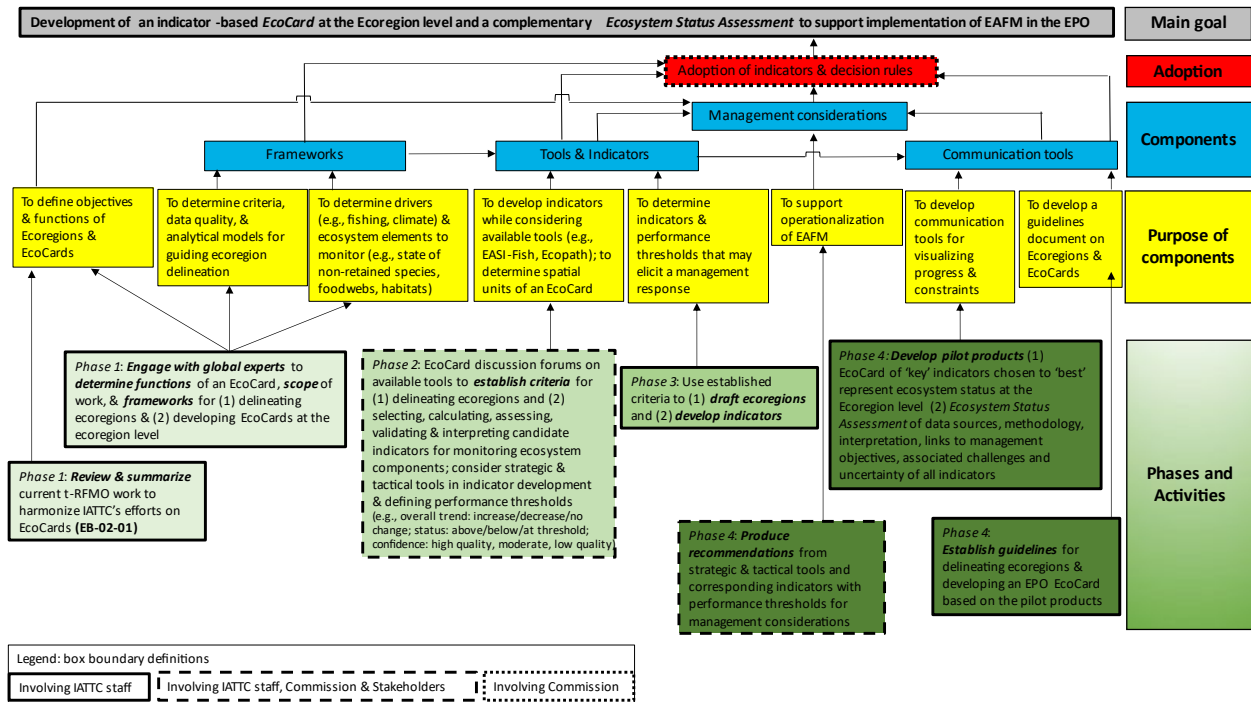 Development of an indicator-based EcoCard at the Ecoregion level and a complementary Ecosystem Status Assessment to support implementation of EAFM in the EPO
Main goal
Adoption of indicators & decision rules
Adoption
Management considerations
Components
Frameworks
Tools & Indicators
Communication tools
To define objectives
& functions of
Ecoregions &
EcoCards
To determine criteria,
data quality, &
analytical models for
guiding ecoregion
delineation
To determine drivers
(e.g., fishing, climate) &
ecosystem elements to
monitor (e.g., state of
non-retained species,
foodwebs, habitats)
To develop indicators
while considering
available tools (e.g.,
EASI-Fish, Ecopath); to
determine spatial
units of an EcoCard
To determine
indicators &
performance
thresholds that may
elicit a management
response
To support
operationalization
of EAFM
To develop
communication
tools for
visualizing
progress &
constraints
To develop a
guidelines
document on
Ecoregions &
EcoCards
Purpose of
components
Phase 1: Engage with global experts to
determine functions of an EcoCard, scope of
work, & frameworks for (1) delineating
ecoregions & (2) developing EcoCards at the
ecoregion level
Phase 1: Review & summarize
current t-RFMO work to
harmonize IATTC's efforts on
EcoCards (EB-02-01)
Phase 2: EcoCard discussion forums on
available tools to establish criteria for
(1) delineating ecoregions and (2)
selecting, calculating, assessing,
validating & interpreting candidate
indicators for monitoring ecosystem
components; consider strategic &
tactical tools in indicator development
& defining performance thresholds
(e.g., overall trend: increase/decrease/no
change; status: above/below/at threshold;
confidence: high quality, moderate, low quality)
Phase 3: Use established
criteria to (1) draft ecoregions
and (2) develop indicators
Phase 4: Develop pilot products (1)
EcoCard of 'key' indicators chosen to 'best'
represent ecosystem status at the
Ecoregion level (2) Ecosystem Status
Assessment of data sources, methodology,
interpretation, links to management
objectives, associated challenges and
uncertainty of all indicators
Phase 4: Produce
recommendations from
strategic & tactical tools and
corresponding indicators with
performance thresholds for
management considerations
Phase 4:
Establish guidelines for
delineating ecoregions &
developing an EPO EcoCard
based on the pilot products
Phases and
Activities
Legend: box boundary definitions
Involving IATTC staff
Involving IATTC staff, Commission & Stakeholders
Involving Commission